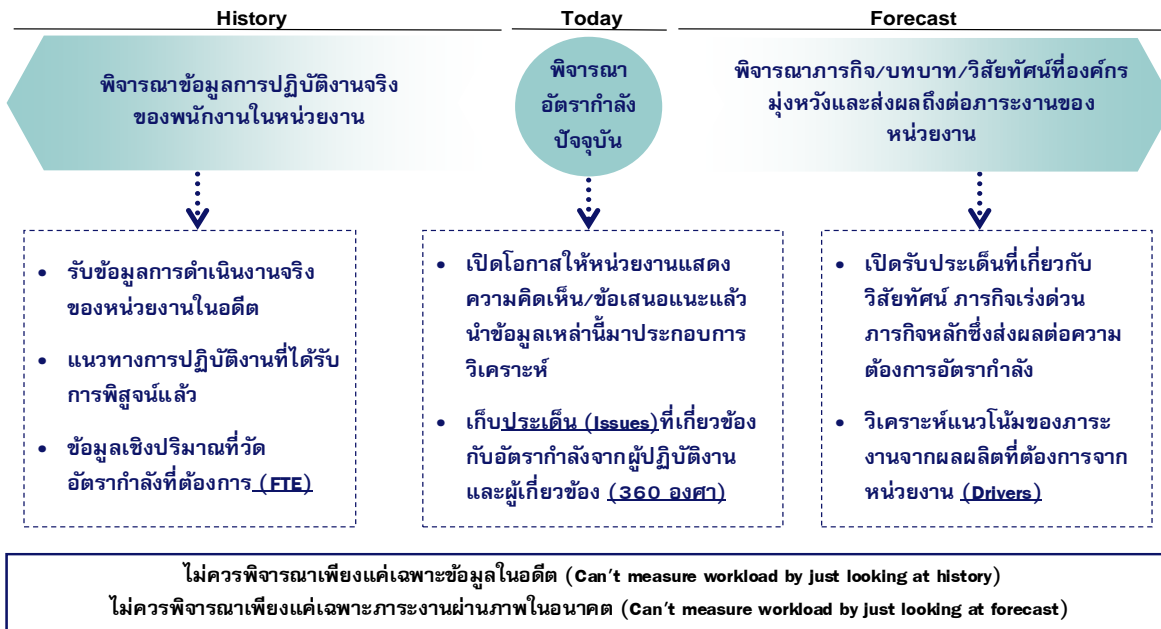 History
Today
Forecast
พิจารณาข้อมูลการปฏิบัติงานจริง
ของพนักงานในหน่วยงาน
พิจารณา
อัตรากำลัง
ปัจจุบัน
พิจารณาภารกิจ/บทบาท/วิสัยทัศน์ที่องค์กร
มุ่งหวังและส่งผลถึงต่อภาระงานของ
หน่วยงาน
• รับข้อมูลการดำเนินงานจริง
ของหน่วยงานในอดีต
• แนวทางการปฏิบัติงานที่ได้รับ
การพิสูจน์แล้ว
• ข้อมูลเชิงปริมาณที่วัด
อัตรากำลังที่ต้องการ (FTE)
• เปิดโอกาสให้หน่วยงานแสดง
ความคิดเห็น/ข้อเสนอแนะแล้ว
นำข้อมูลเหล่านี้มาประกอบการ
วิเคราะห์
• เก็บประเด็น (Issues)ที่เกี่ยวข้อง
กับอัตรากำลังจากผู้ปฏิบัติงาน
และผู้เกี่ยวข้อง (360 องศา)
• เปิดรับประเด็นที่เกี่ยวกับ
วิสัยทัศน์ ภารกิจเร่งด่วน
ภารกิจหลักซึ่งส่งผลต่อความ
ต้องการอัตรากำลัง
• วิเคราะห์แนวโน้มของภาระ
งานจากผลผลิตที่ต้องการจาก
หน่วยงาน (Drivers)
ไม่ควรพิจารณาเพียงแค่เฉพาะข้อมูลในอดีต (Can't measure workload by just looking at history)
ไม่ควรพิจารณาเพียงแค่เฉพาะภาระงานผ่านภาพในอนาคต (Can't measure workload by just looking at forecast)